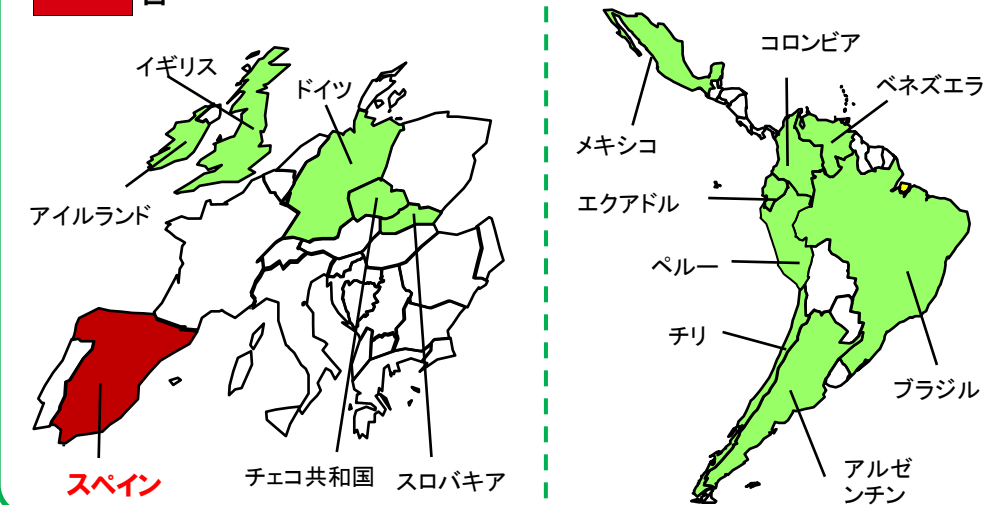 イギリス
ドイツ
アイルランド
スペイン
チェコ共和国
スロバキア
コロンビア
ベネズエラ
メキシコ
エクアドル
ペルー
チリ
ブラジル
アルゼ
ンチン